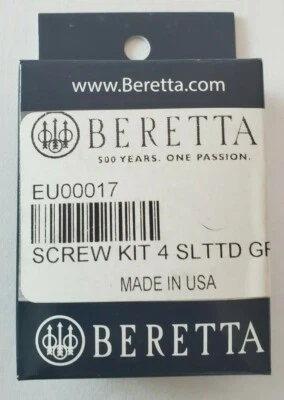 www.Beretta.com
BERETTA
500 YEARS. ONE PASSION.
EU00017
SCREW KIT 4 SLTTD GF
MADE IN USA
BERETTA